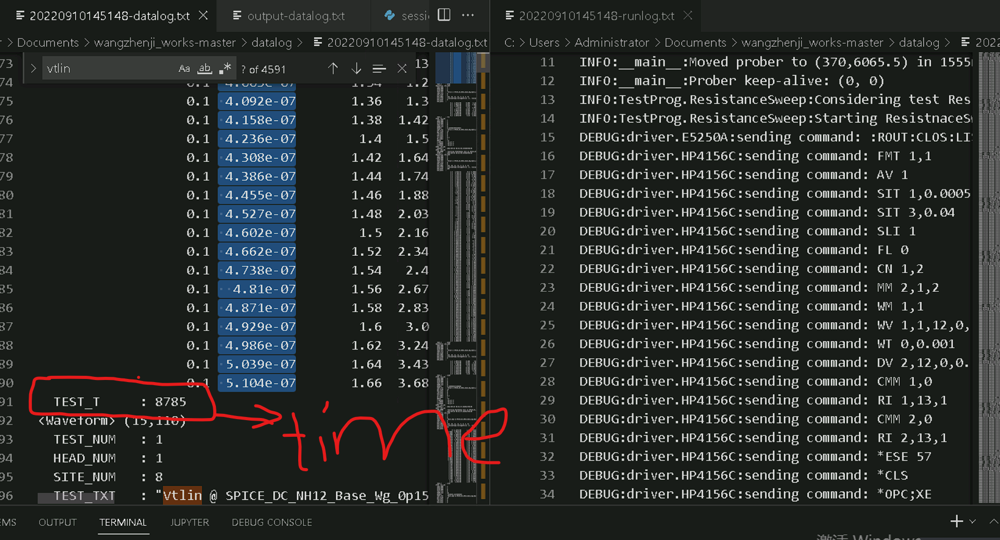 20220910145148-datalog.txt
output-datalog.txt
sessi
20220910145148-runlog.txt
Documents > wangzhenji_works-master > datalog > 20220910145148-datalog.txt
C: > Users > Administrator > Documents > wangzhenji_works-master > datalog > 2022
vtlin Aa ab .* ? of 4591
73 13
74
75 0.1 4.092e-07 1.36 1.3
76 0.1 4.158e-07 1.38 1.42
77 0.1 4.236e-07 1.4 1.5
78 0.1 4.308e-07 1.42 1.64
79 0.1 4.386e-07 1.44 1.74
80 0.1 4.455e-07 1.46 1.88
81 0.1 4.527e-07 1.48 2.03
82 0.1 4.602e-07 1.5 2.16
83 0.1 4.662e-07 1.52 2.34
84 0.1 4.738e-07 1.54 2.4
85 0.1 4.81e-07 1.56 2.67
86 0.1 4.871e-07 1.58 2.83
87 0.1 4.929e-07 1.6 3.0
88 0.1 4.986e-07 1.62 3.24
89 0.1 5.039e-07 1.64 3.43
90 0.1 5.104e-07 1.66 3.68
91 TEST_T : 8785
time
92 <Waveform> (15,110)
93 TEST_NUM : 1
94 HEAD_NUM : 1
95 SITE_NUM : 8
96 TEST_TXT : "Vtlin @ SPICE_DC_NH12_Base_Wg_0p15
11 INFO:__main__:Moved prober to (370,6065.5) in 1555
12 INFO:__main__:Prober keep-alive: (0, 0)
13 INFO:TestProg.ResistanceSweep:Considering test Res
14 INFO:TestProg.ResistanceSweep:Starting ResistnaceS
15 DEBUG:driver.E5250A:sending command: :ROUT:CLOS:LI
16 DEBUG:driver.HP4156C:sending command: FMT 1,1
17 DEBUG:driver.HP4156C:sending command: AV 1
18 DEBUG:driver.HP4156C:sending command: SIT 1,0.0005
19 DEBUG:driver.HP4156C:sending command: SIT 3,0.04
20 DEBUG:driver.HP4156C:sending command: SLI 1
21 DEBUG:driver.HP4156C:sending command: FL 0
22 DEBUG:driver.HP4156C:sending command: CN 1,2
23 DEBUG:driver.HP4156C:sending command: MM 2,1,2
24 DEBUG:driver.HP4156C:sending command: WM 1,1
25 DEBUG:driver.HP4156C:sending command: WV 1,1,12,0,
26 DEBUG:driver.HP4156C:sending command: WT 0,0.001
27 DEBUG:driver.HP4156C:sending command: DV 2,12,0,0.
28 DEBUG:driver.HP4156C:sending command: CMM 1,0
29 DEBUG:driver.HP4156C:sending command: RI 1,13,1
30 DEBUG:driver.HP4156C:sending command: CMM 2,0
31 DEBUG:driver.HP4156C:sending command: RI 2,13,1
32 DEBUG:driver.HP4156C:sending command: *ESE 57
33 DEBUG:driver.HP4156C:sending command: *CLS
34 DEBUG:driver.HP4156C:sending command: *OPC;XE
EMS OUTPUT TERMINAL JUPYTER DEBUG CONSOLE
激活 Windows